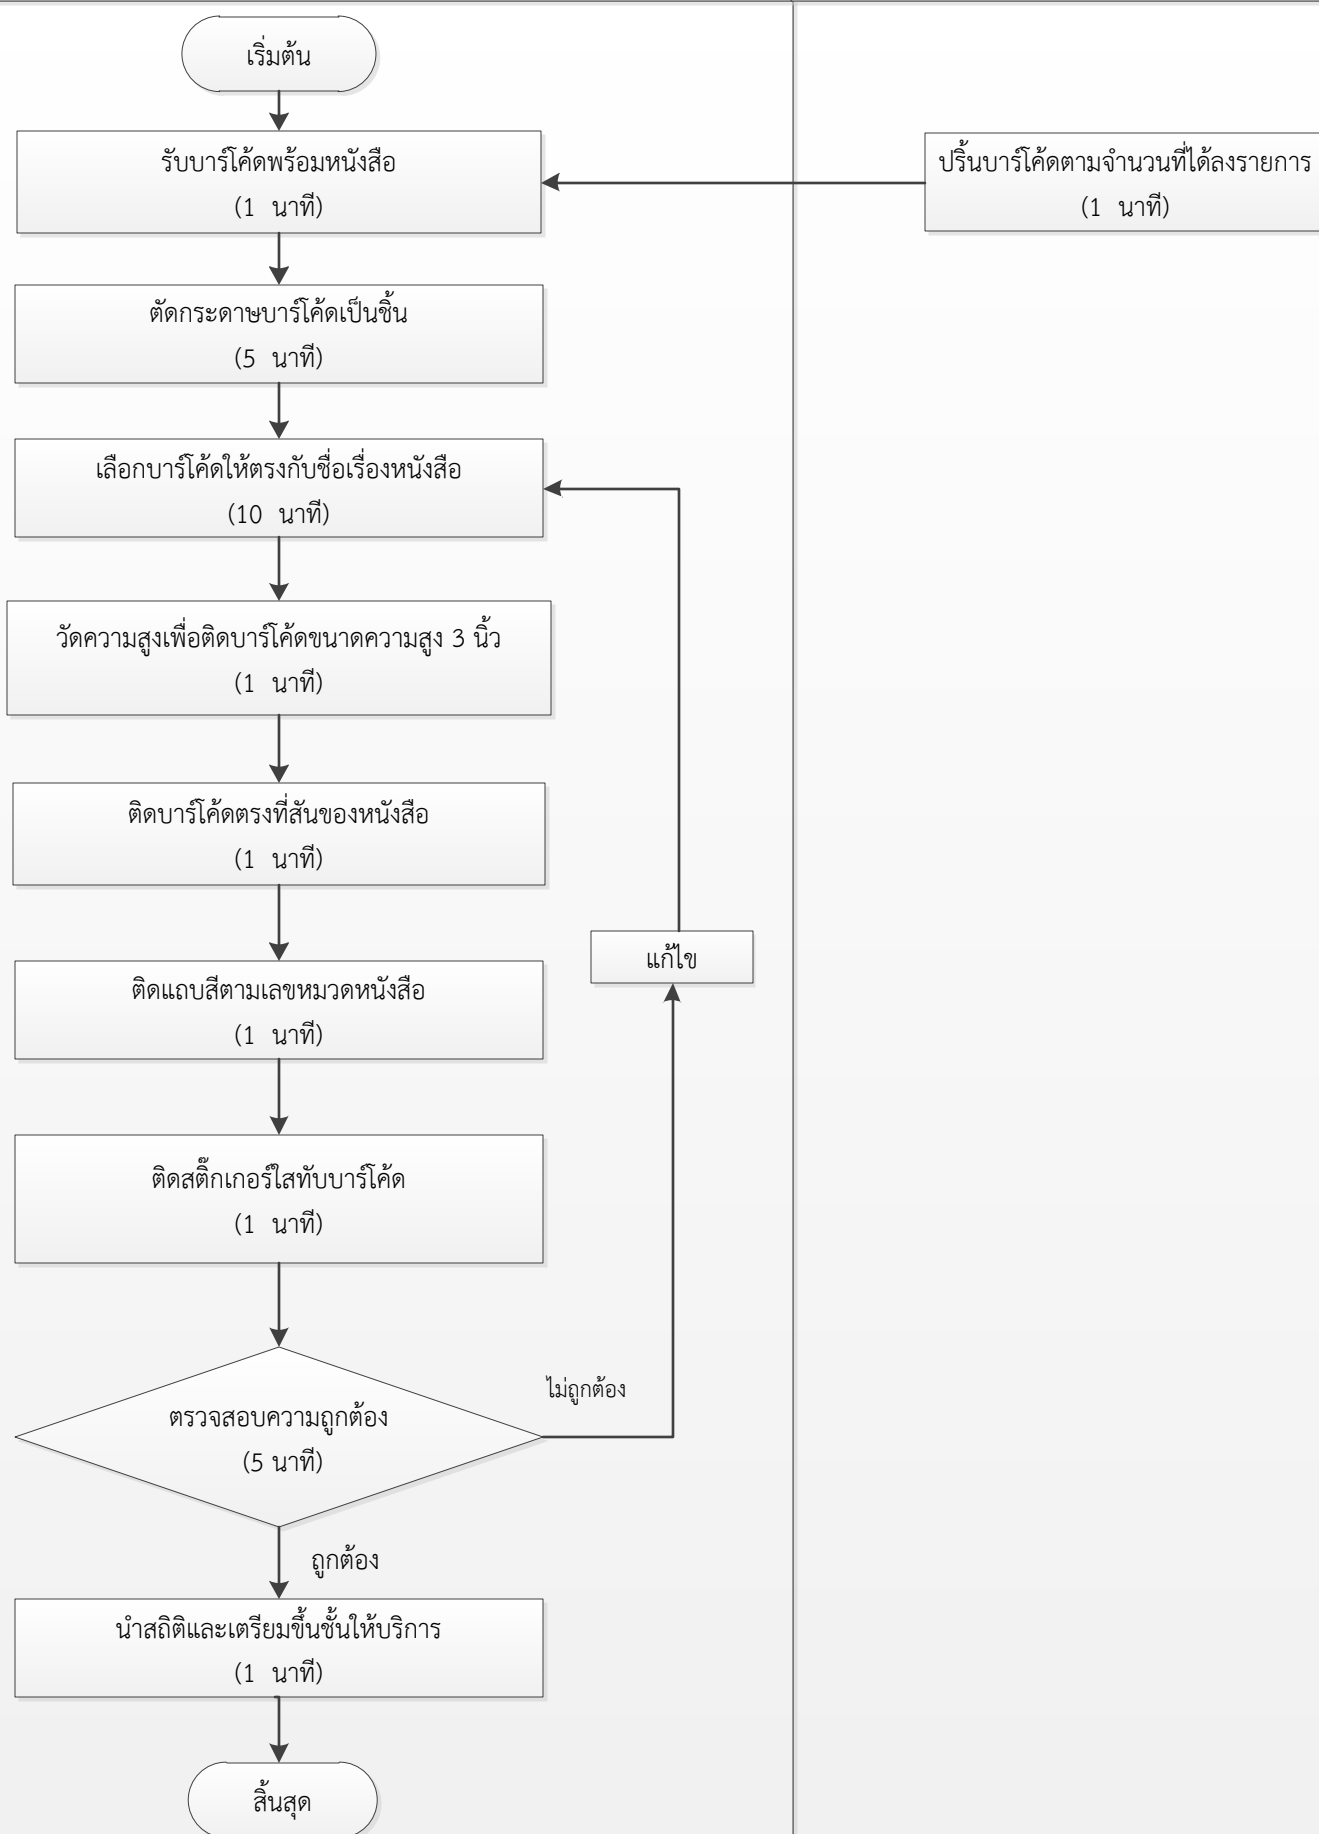 เริ่มต้น
รับบาร์โค้ดพร้อมหนังสือ
(1 นาที)
ปริ้นบาร์โค้ดตามจำนวนที่ได้ลงรายการ
(1 นาที)
ตัดกระดาษบาร์โค้ดเป็นชิ้น
(5 นาที)
เลือกบาร์โค้ดให้ตรงกับชื่อเรื่องหนังสือ
(10 นาที)
วัดความสูงเพื่อติดบาร์โค้ดขนาดความสูง 3 นิ้ว
(1 นาที)
ติดบาร์โค้ดตรงที่สันของหนังสือ
(1 นาที)
แก้ไข
ติดแถบสีตามเลขหมวดหนังสือ
(1 นาที)
ติดสติ๊กเกอร์ใสทับบาร์โค้ด
(1 นาที)
ไม่ถูกต้อง
ตรวจสอบความถูกต้อง
(5 นาที)
ถูกต้อง
นำสถิติและเตรียมขึ้นชั้นให้บริการ
(1 นาที)
สิ้นสุด